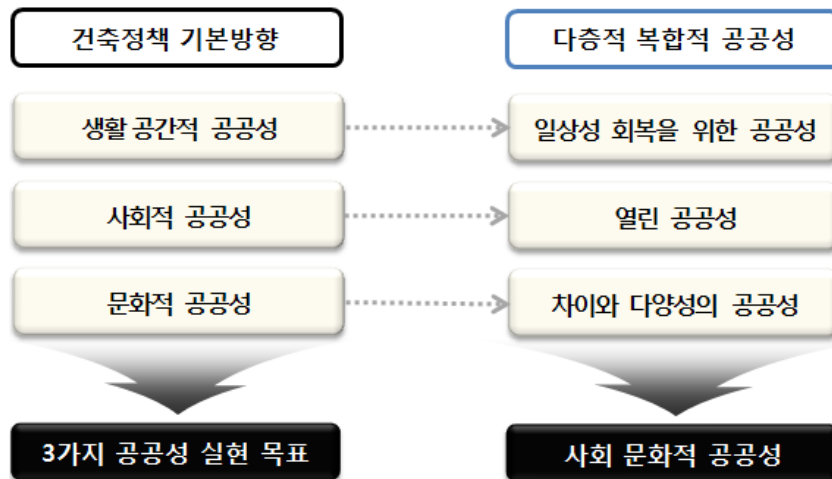 건축정책 기본방향
다층적 복합적 공공성
생활 공간적 공공성
일상성 회복을 위한 공공성
사회적 공공성
열린 공공성
문화적 공공성
차이와 다양성의 공공성
3가지 공공성 실현 목표
사회 문화적 공공성